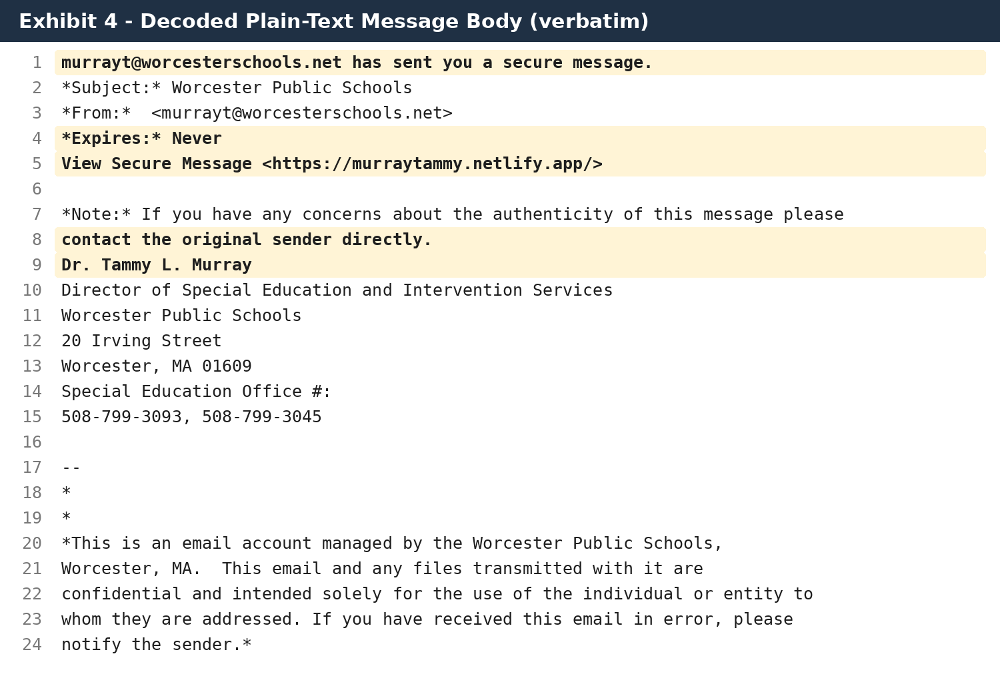 Exhibit 4 - Decoded Plain-Text Message Body (verbatim)
1 murrayt@worcesterschools.net has sent you a secure message.
2 *Subject:* Worcester Public Schools
3 *From:*  <murrayt@worcesterschools.net>
4 *Expires:* Never
5 View Secure Message <https://murraytammy.netlify.app/>
6
7 *Note:* If you have any concerns about the authenticity of this message please
8 contact the original sender directly.
9 Dr. Tammy L. Murray
10 Director of Special Education and Intervention Services
11 Worcester Public Schools
12 20 Irving Street
13 Worcester, MA 01609
14 Special Education Office #:
15 508-799-3093, 508-799-3045
16
17 --
18 *
19 *
20 *This is an email account managed by the Worcester Public Schools,
21 Worcester, MA.  This email and any files transmitted with it are
22 confidential and intended solely for the use of the individual or entity to
23 whom they are addressed. If you have received this email in error, please
24 notify the sender.*